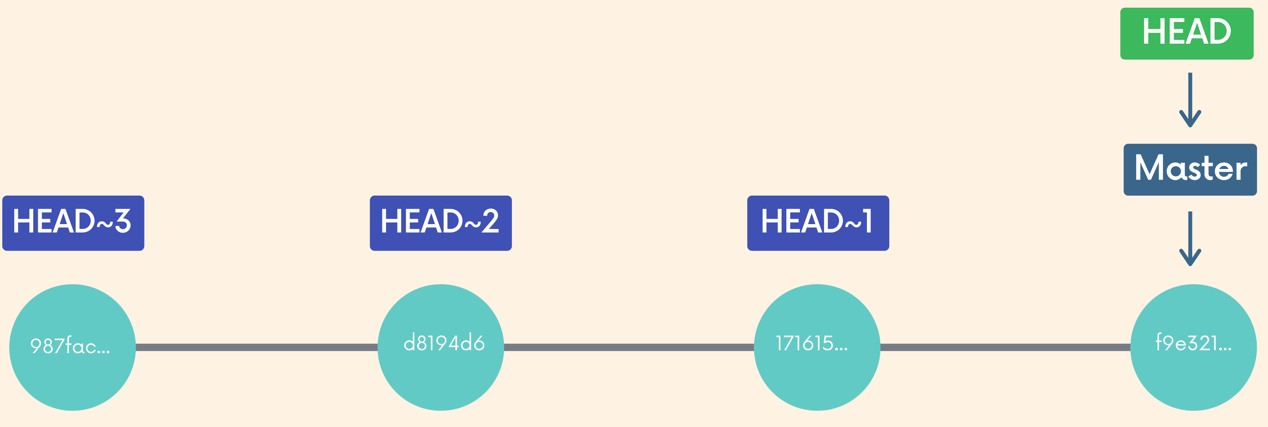 HEAD
Master
HEAD~3
HEAD~2
HEAD~1
987fac...
d8194d6
171615...
f9e321...